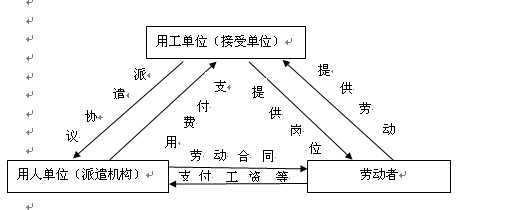 用工单位（接受单位）
派遣协议
支付费用
提供岗位
提供劳动
劳动合同
支付工资等
用人单位（派遣机构）
劳动者